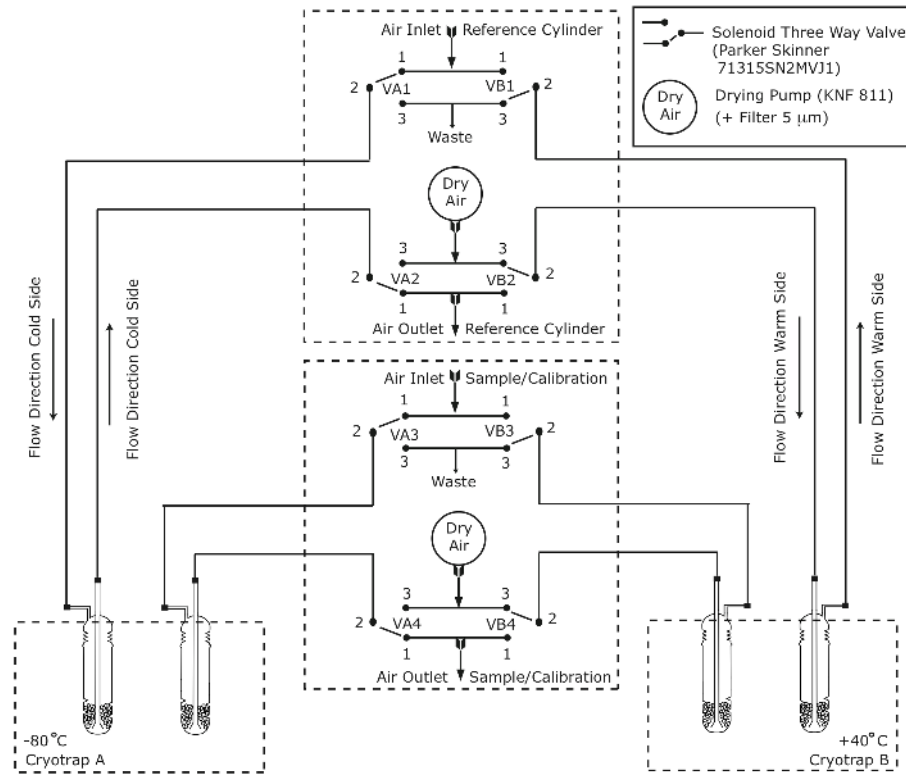 Air Inlet Reference Cylinder
1 1
2 VA1 VB1 2
3 3
Waste
Solenoid Three Way Valve
(Parker Skinner
71315SN2MVJ1)
Dry
Air
Drying Pump (KNF 811)
(+ Filter 5 μm)
Dry
Air
3 3
2 VA2 VB2 2
1 1
Air Outlet Reference Cylinder
Flow Direction Cold Side
Flow Direction Cold Side
Flow Direction Warm Side
Flow Direction Warm Side
Air Inlet Sample/Calibration
1 1
2 VA3 VB3 2
3 3
Waste
Dry
Air
3 3
2 VA4 VB4 2
1 1
Air Outlet Sample/Calibration
-80°C
Cryotrap A
+40°C
Cryotrap B